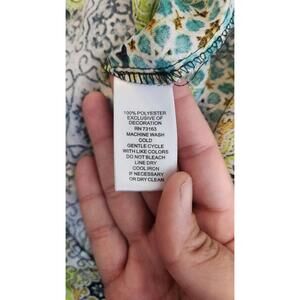 100% POLYESTER
EXCLUSIVE OF
DECORATION
RN 73163
MACHINE WASH
COLD
GENTLE CYCLE
WITH LIKE COLORS
DO NOT BLEACH
LINE DRY
COOL IRON
IF NECESSARY
OR DRY CLEAN